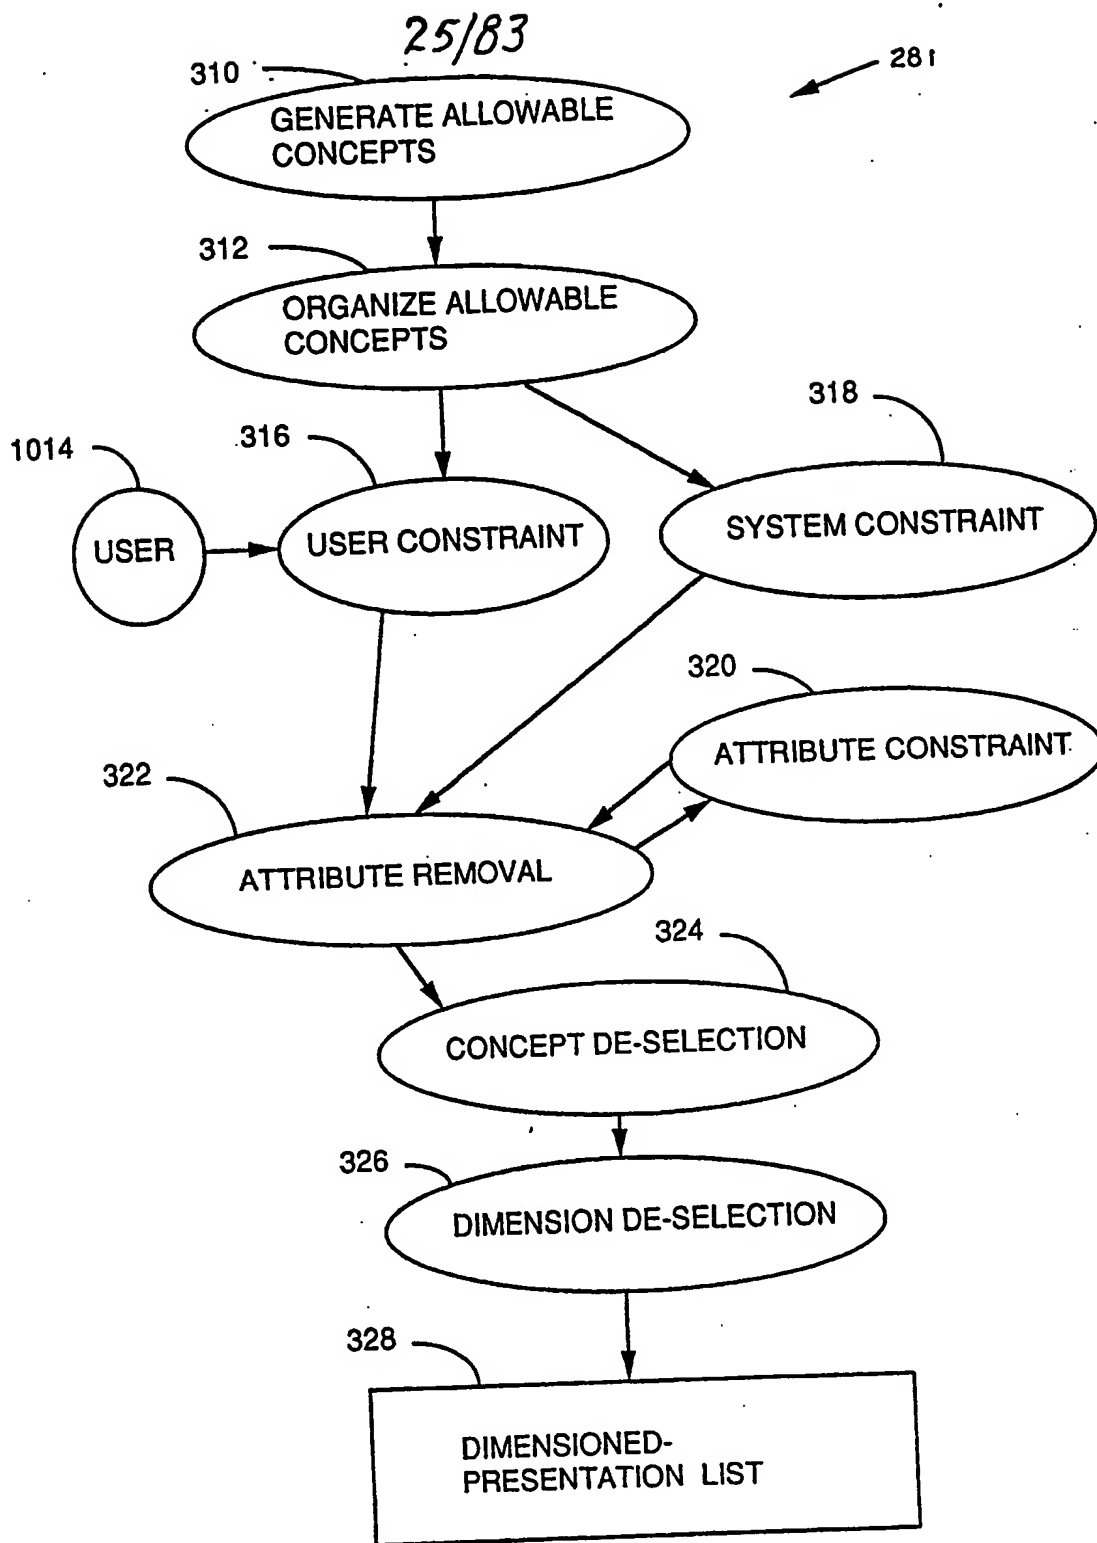 25/83
310
281
GENERATE ALLOWABLE
CONCEPTS
312
ORGANIZE ALLOWABLE
CONCEPTS
318
316
1014
SYSTEM CONSTRAINT
USER
USER CONSTRAINT
320
ATTRIBUTE CONSTRAINT
322
ATTRIBUTE REMOVAL
324
CONCEPT DE-SELECTION
326
DIMENSION DE-SELECTION
328
DIMENSIONED-
PRESENTATION LIST